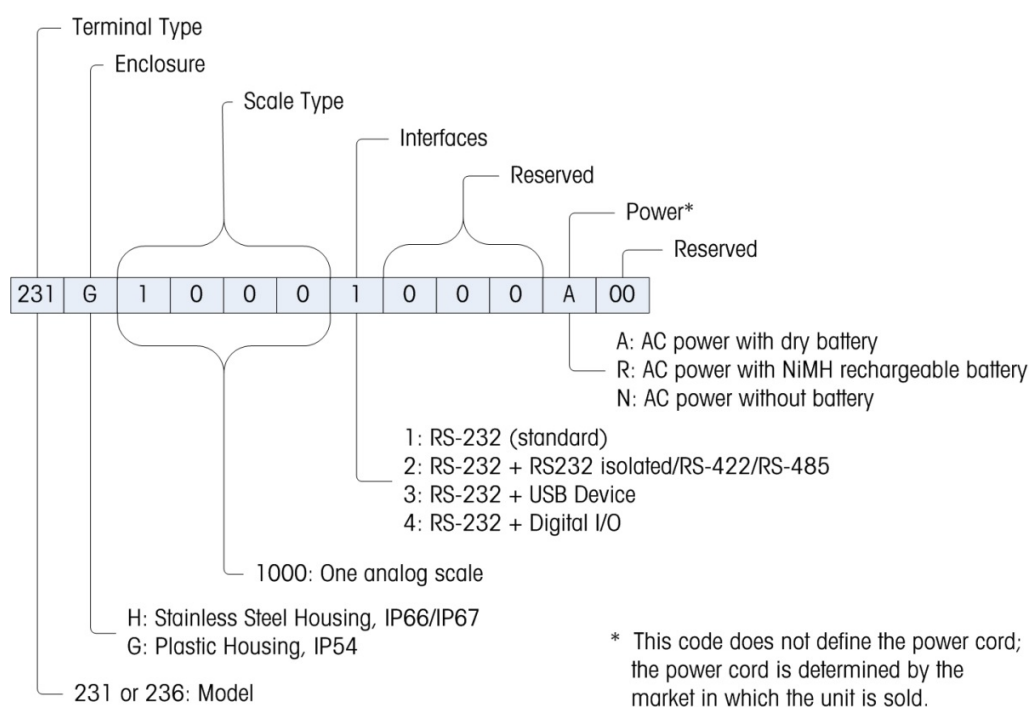 Terminal Type
Enclosure
Scale Type
Interfaces
Reserved
Power*
Reserved
231 G 1 0 0 0 1 0 0 0 A 00
A: AC power with dry battery
R: AC power with NiMH rechargeable battery
N: AC power without battery
1: RS-232 (standard)
2: RS-232 + RS232 isolated/RS-422/RS-485
3: RS-232 + USB Device
4: RS-232 + Digital I/O
1000: One analog scale
H: Stainless Steel Housing, IP66/IP67
G: Plastic Housing, IP54
231 or 236: Model
* This code does not define the power cord;
the power cord is determined by the
market in which the unit is sold.